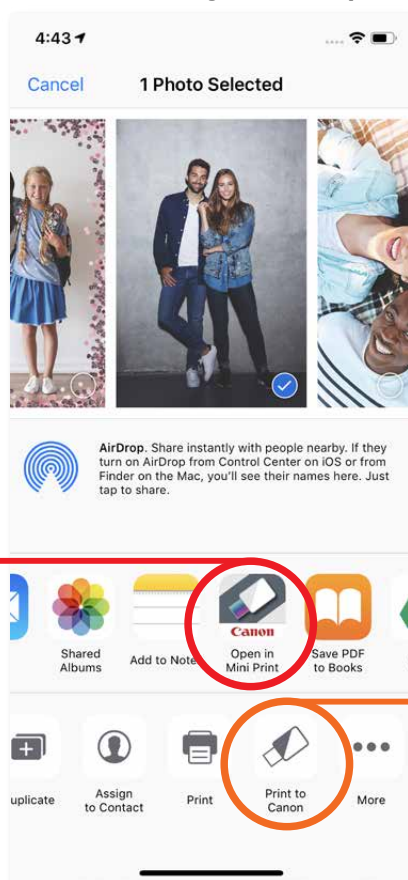 4:43
Cancel
1 Photo Selected
AirDrop. Share instantly with people nearby. If they
turn on AirDrop from Control Center on iOS or from
Finder on the Mac, you'll see their names here. Just
tap to share.
Canon
Shared
Albums
Add to Note
Open in
Mini Print
Save PDF
to Books
uplicate
Assign
to Contact
Print
Print to
Canon
More